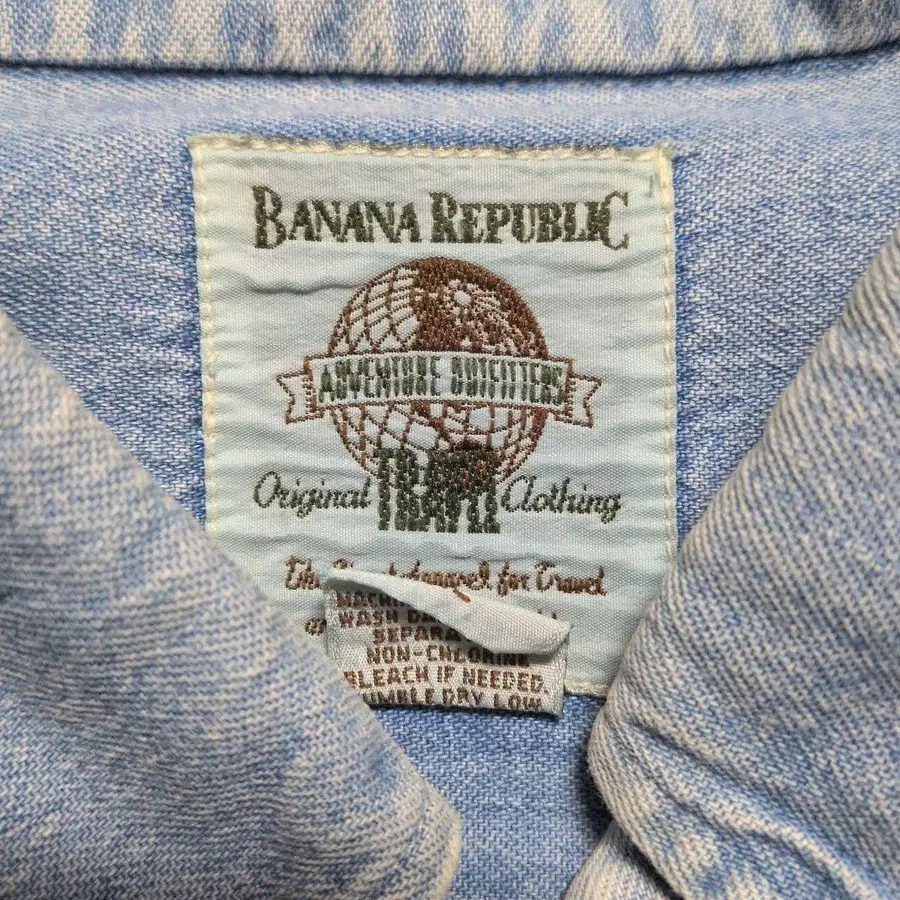 BANANA REPUBLIC
ADVENTURE OUTFITTERS
Original TRAVEL Clothing
for Travel
WASH
SEPARA
NON-CHLORINE
BLEACH IF NEEDED.
TUMBLE DRY LOW